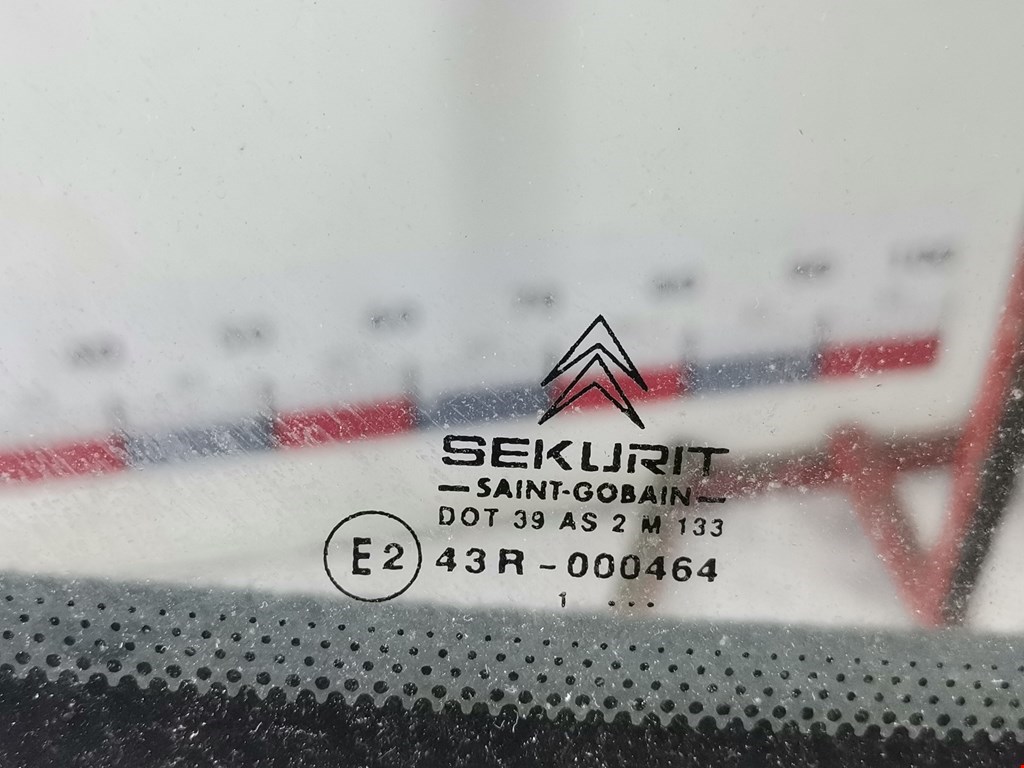 SEKURIT
SAINT-GOBAIN
DOT 39 AS 2 M 133
E2 43R-000464
1 ...